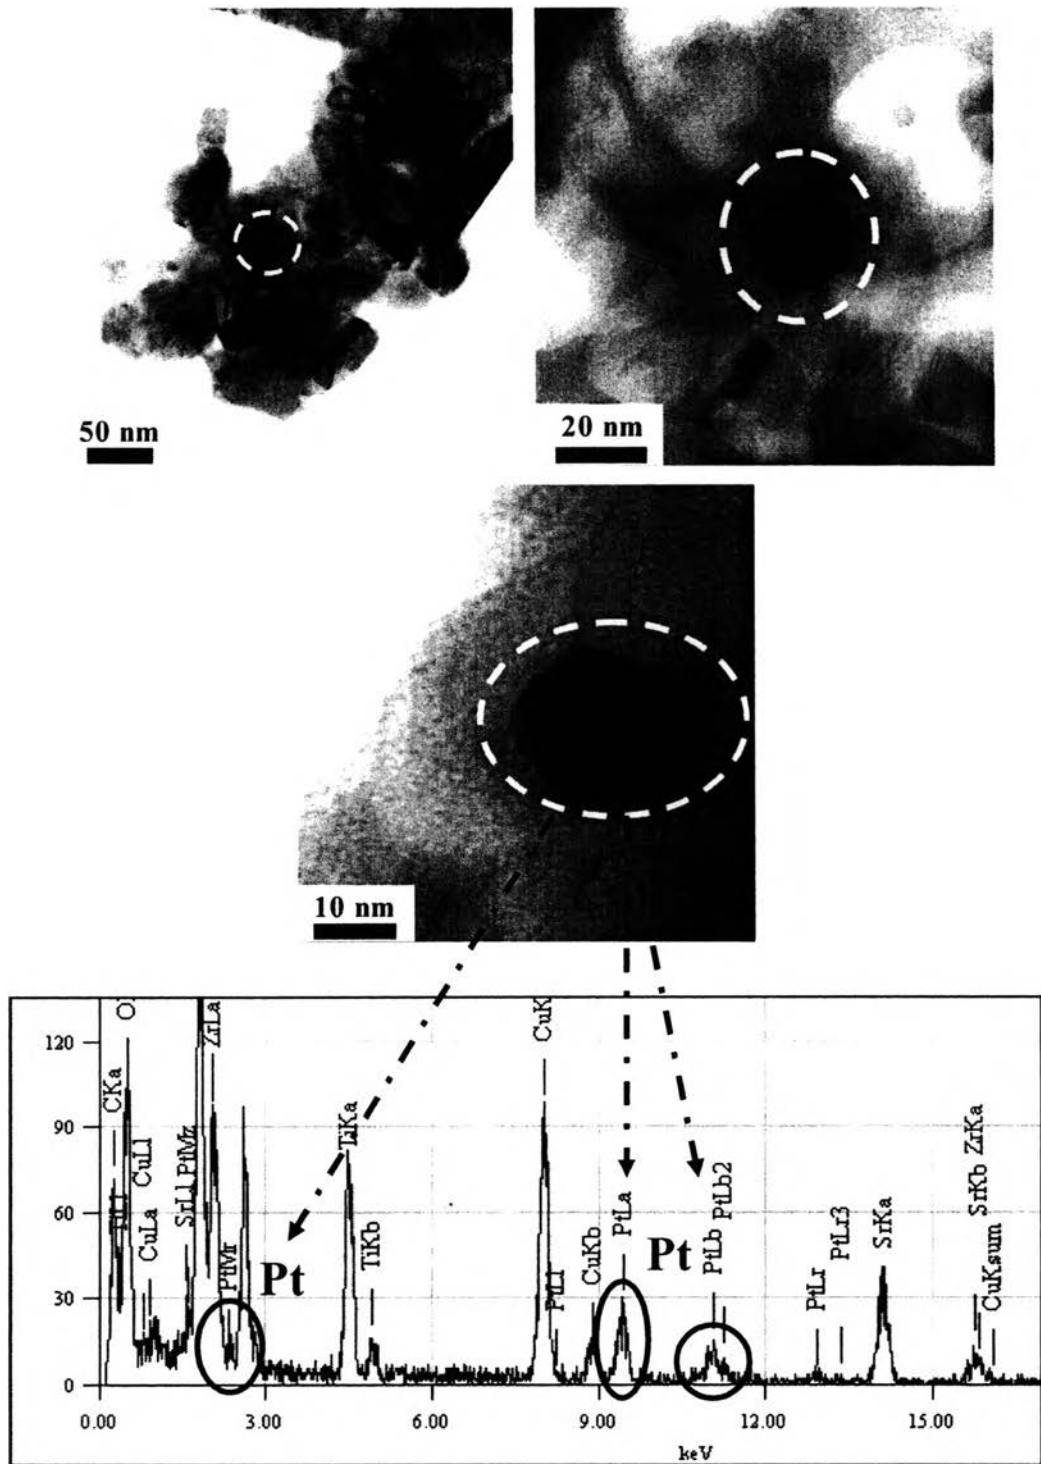 50 nm
20 nm
10 nm
CKa
TiLl
O
CuLl
CuLa
SrLl
PtMz
ZrLa
PtMr
Pt
TiKa
TiKb
CuK
PtLl
CuKb
PtLa
Pt
PtLb
PtLb2
PtLr
PtLr3
SrKa
SrKb
ZrKa
CuKsum
120
90
60
30
0
0.00 3.00 6.00 9.00 12.00 15.00
keV